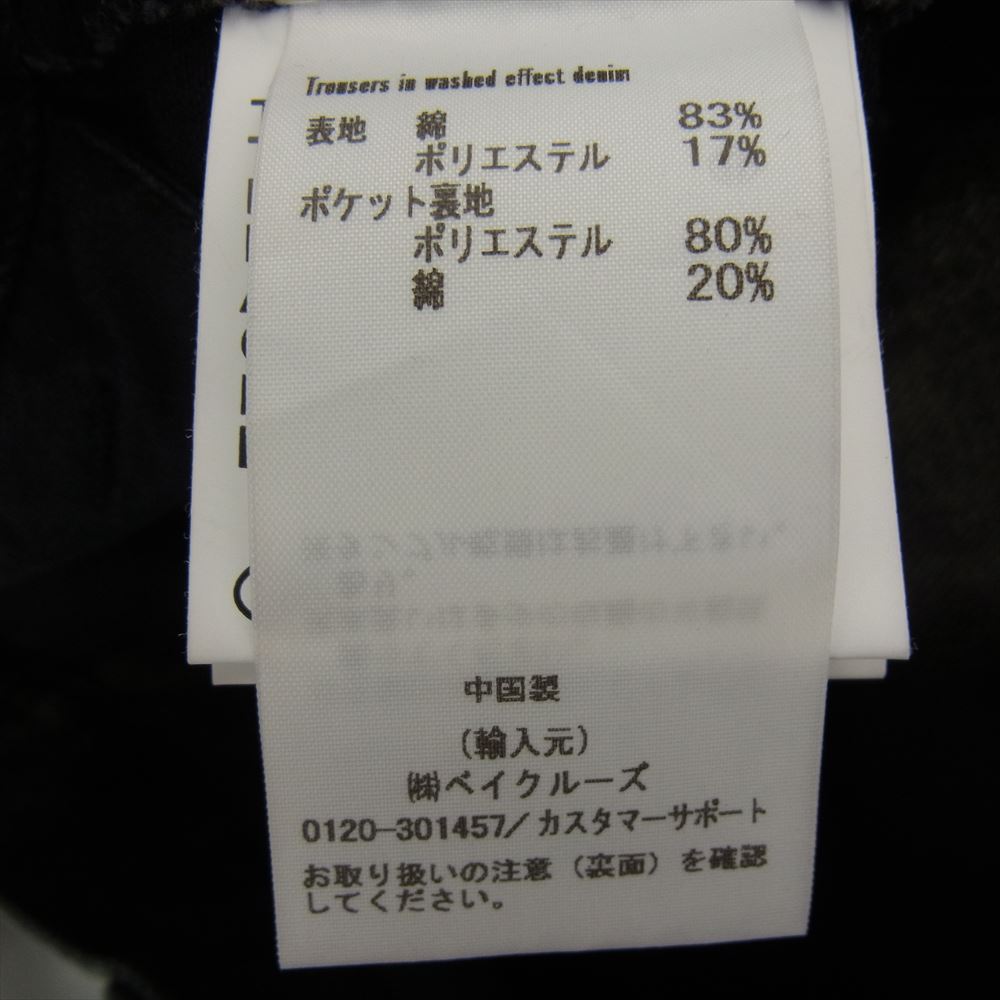 Trousers in washed effect denim
表地 綿 83%
ポリエステル 17%
ポケット裏地
ポリエステル 80%
綿 20%
中国製
(輸入元)
㈱ベイクルーズ
0120-301457/カスタマーサポート
お取り扱いの注意(裏面)を確認
してください。